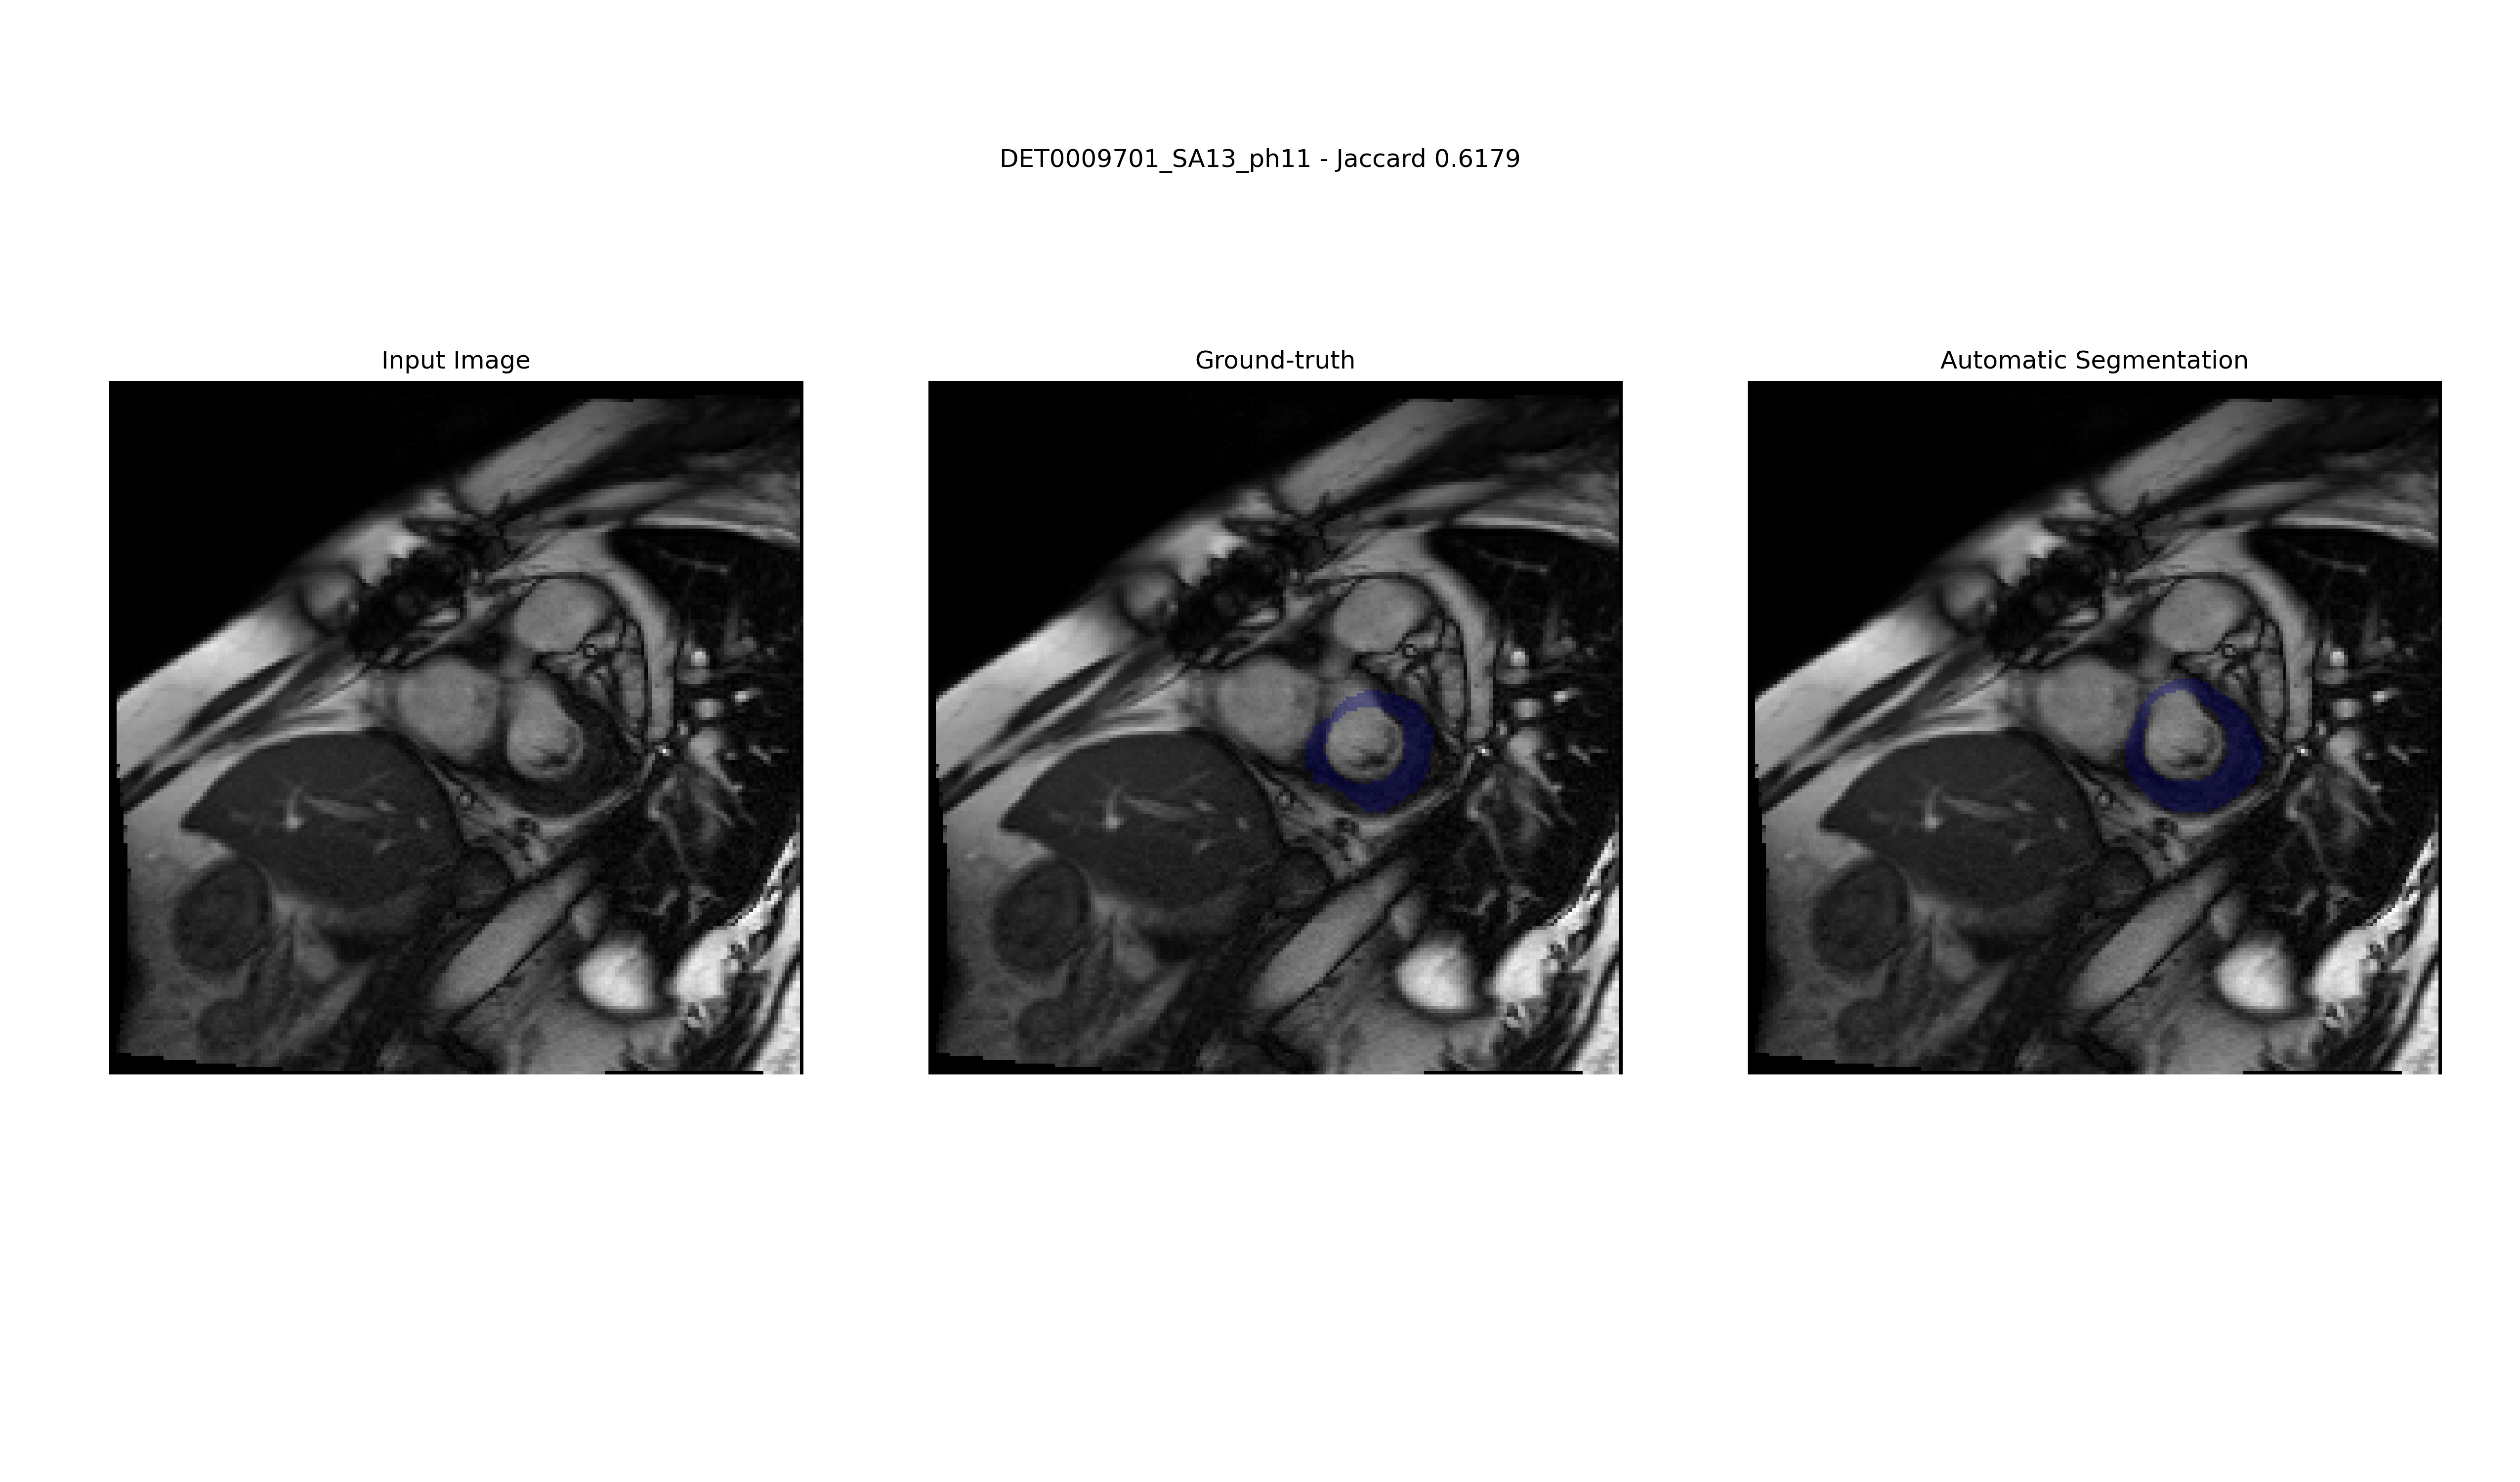 DET0009701_SA13_ph11 - Jaccard 0.6179
Input Image
Ground-truth
Automatic Segmentation